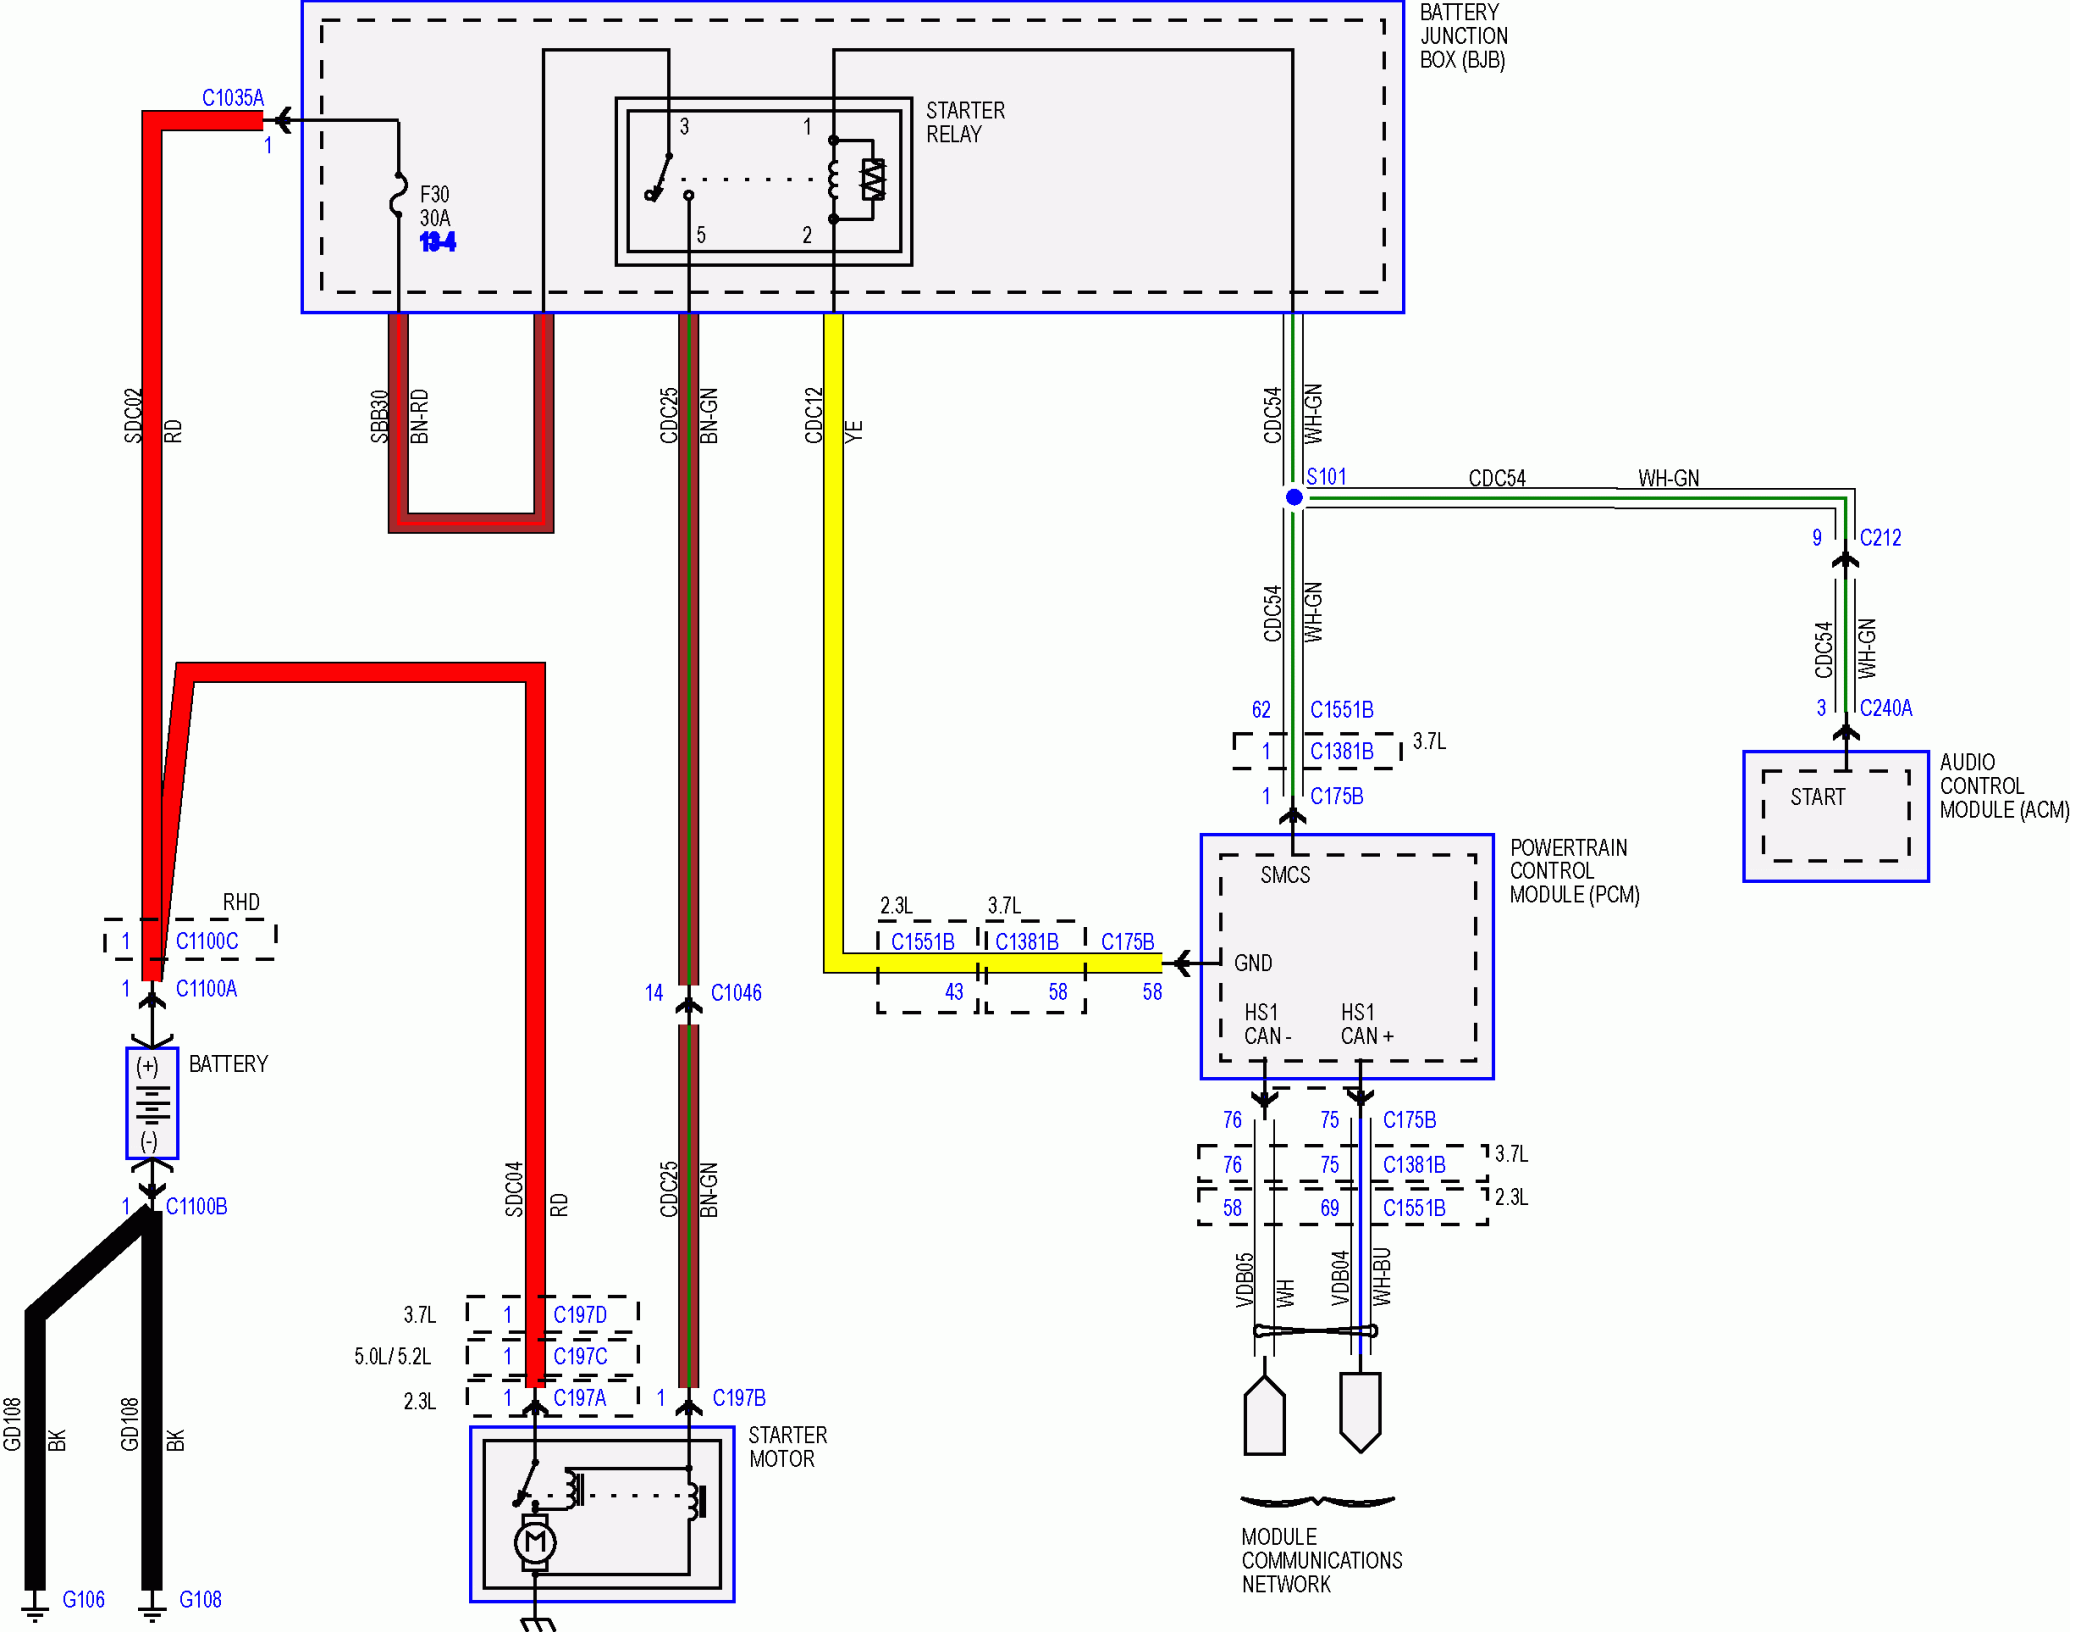 BATTERY
JUNCTION
BOX (BJB)
C1035A
1
F30
30A
13-4
STARTER
RELAY
3
1
5
2
SDC02
RD
SBB30
BN-RD
CDC25
BN-GN
CDC12
YE
CDC54
WH-GN
S101
CDC54
WH-GN
9
C212
CDC54
WH-GN
CDC54
WH-GN
3
C240A
62
C1551B
1
C1381B
3.7L
1
C175B
START
AUDIO
CONTROL
MODULE (ACM)
SMCS
GND
HS1
CAN -
HS1
CAN +
POWERTRAIN
CONTROL
MODULE (PCM)
RHD
1
C1100C
1
C1100A
(+)
(-)
BATTERY
1
C1100B
14
C1046
2.3L
3.7L
C1551B
C1381B
C175B
43
58
58
76
75
C175B
76
75
C1381B
3.7L
58
69
C1551B
2.3L
VDB05
WH
VDB04
WH-BU
SDC04
RD
CDC25
BN-GN
3.7L
1
C197D
5.0L/ 5.2L
1
C197C
2.3L
1
C197A
1
C197B
STARTER
MOTOR
M
GD108
BK
GD108
BK
G106
G108
MODULE
COMMUNICATIONS
NETWORK